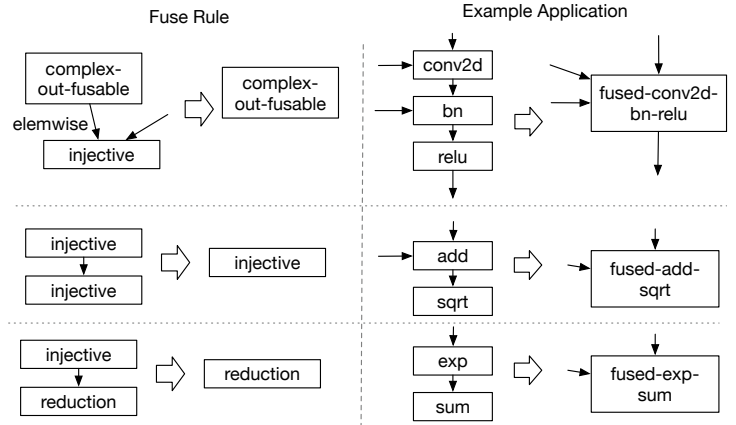 Fuse Rule
Example Application
complex-
out-fusable
elemwise
injective
complex-
out-fusable
conv2d
bn
relu
fused-conv2d-
bn-relu
injective
injective
injective
add
sqrt
fused-add-
sqrt
injective
reduction
reduction
exp
sum
fused-exp-
sum